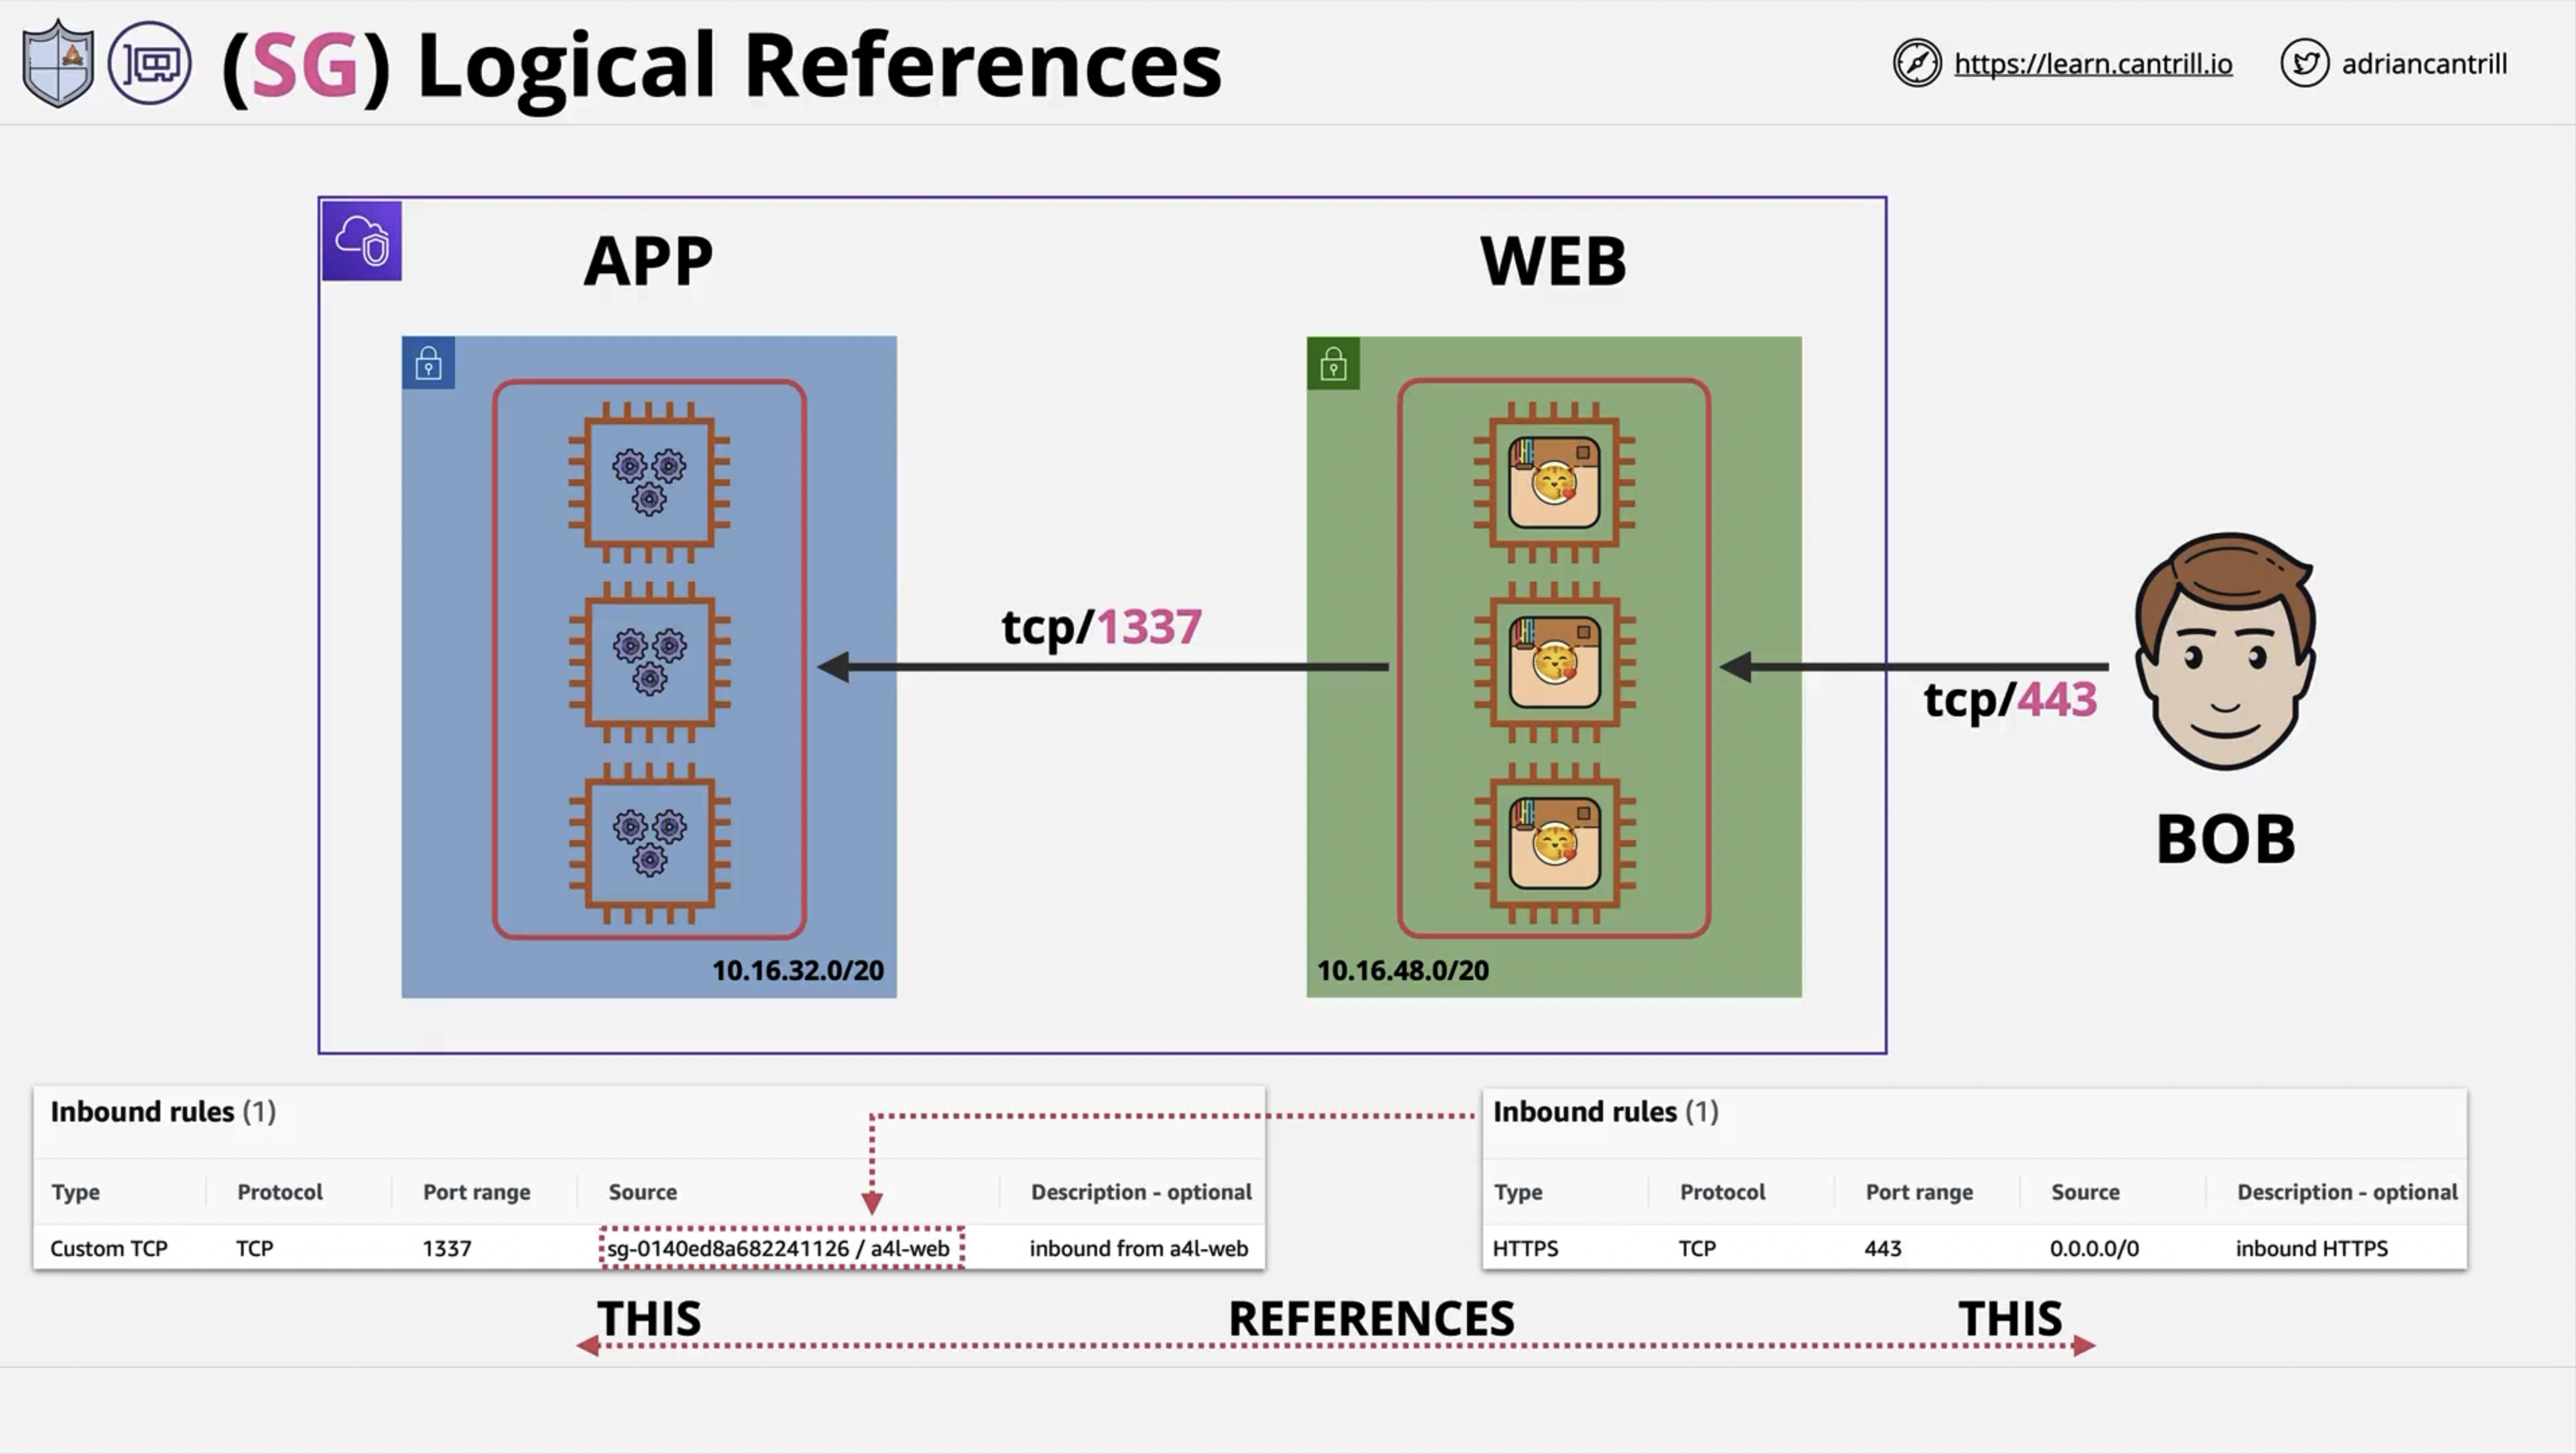 (SG) Logical References
https://learn.cantrill.io
adriancantrill
APP
WEB
tcp/1337
tcp/443
BOB
10.16.32.0/20
10.16.48.0/20
Inbound rules (1)
Type Protocol Port range Source Description - optional
Custom TCP TCP 1337 sg-0140ed8a682241126 / a4l-web inbound from a4l-web
Inbound rules (1)
Type Protocol Port range Source Description - optional
HTTPS TCP 443 0.0.0.0/0 inbound HTTPS
THIS REFERENCES THIS